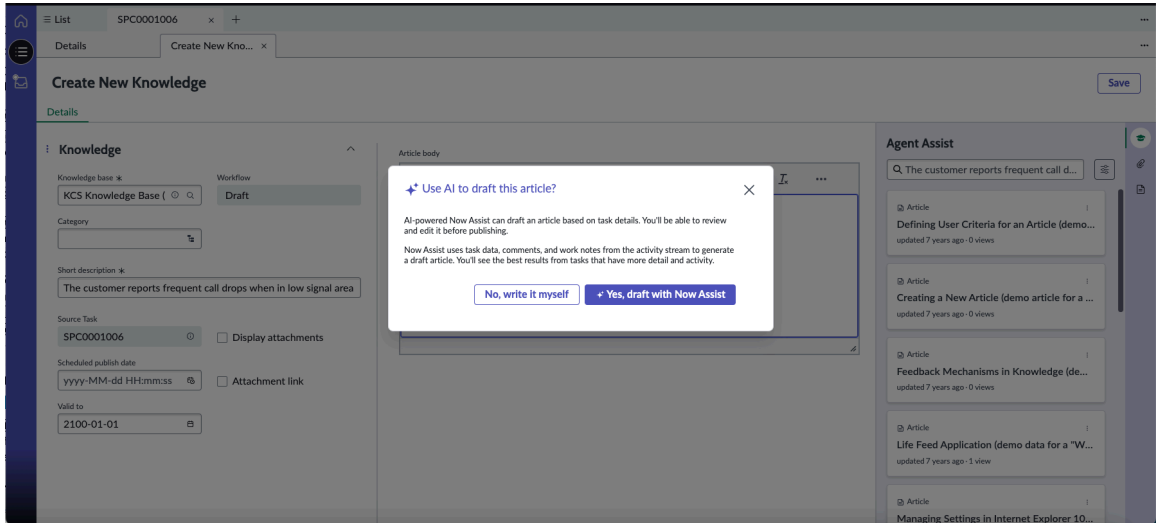 List
SPC0001006
Details
Create New Kno...
Create New Knowledge
Save
Details
Knowledge
Knowledge base
Workflow
KCS Knowledge Base (
Draft
Category
Short description
The customer reports frequent call drops when in low signal area
Source Task
SPC0001006
Display attachments
Scheduled publish date
yyyy-MM-dd HH:mm:ss
Attachment link
Valid to
2100-01-01
Article body
Use AI to draft this article?
AI-powered Now Assist can draft an article based on task details. You'll be able to review
and edit it before publishing.
Now Assist uses task data, comments, and work notes from the activity stream to generate
a draft article. You'll see the best results from tasks that have more detail and activity.
No, write it myself
Yes, draft with Now Assist
Agent Assist
The customer reports frequent call d...
Article
Defining User Criteria for an Article (demo...
updated 7 years ago · 0 views
Article
Creating a New Article (demo article for a ...
updated 7 years ago · 0 views
Article
Feedback Mechanisms in Knowledge (de...
updated 7 years ago · 0 views
Article
Life Feed Application (demo data for a "W...
updated 7 years ago · 1 view
Article
Managing Settings in Internet Explorer 10...